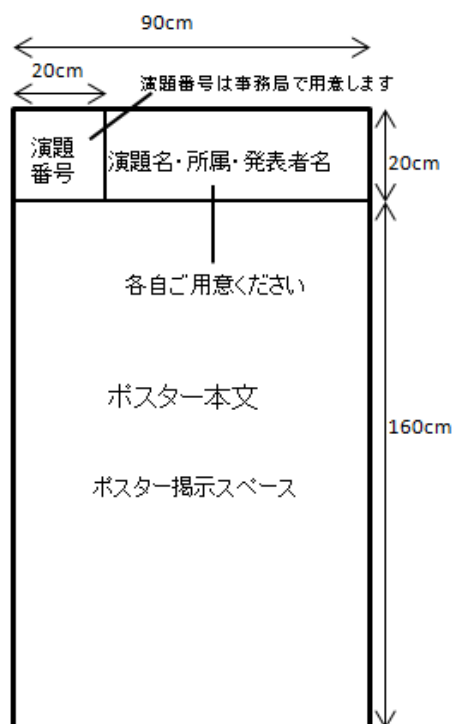 90cm
20cm
演題番号は事務局で用意します
演題
番号
演題名・所属・発表者名
20cm
各自ご用意ください
ポスター本文
160cm
ポスター掲示スペース